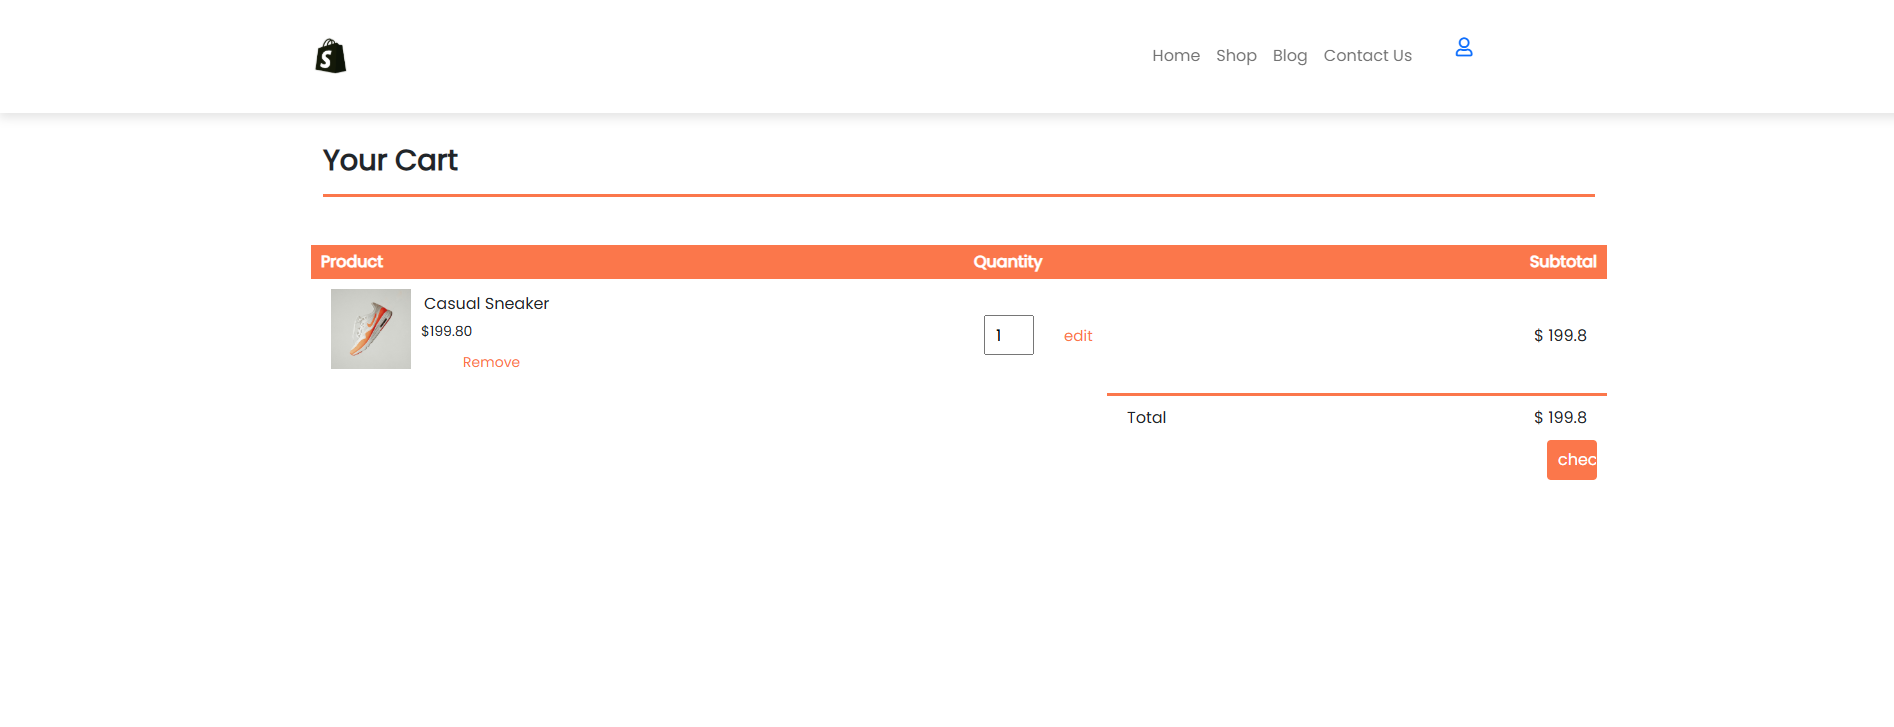 S
Home Shop Blog Contact Us
Your Cart
Product Quantity Subtotal
Casual Sneaker
$199.80
Remove
1 edit $ 199.8
Total $ 199.8
chec